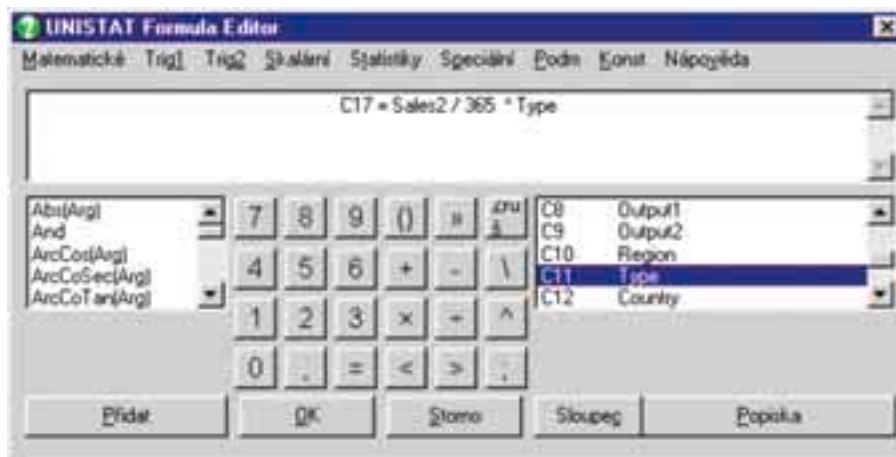 UNISTAT Formula Editor
Matematické Trig1 Trig2 Skalární Statistiky Speciální Podm Konst Nápověda
C17 = Sales2 / 365 * Type
Abs(Arg)
And
ArcCos(Arg)
ArcCoSec(Arg)
ArcCoTan(Arg)
7 8 9 ()
4 5 6 + - \
1 2 3 × ÷ ^
0 . = < > ;
C8 Output1
C9 Output2
C10 Region
C11 Type
C12 Country
Přidat OK Storno Sloupec Popiska